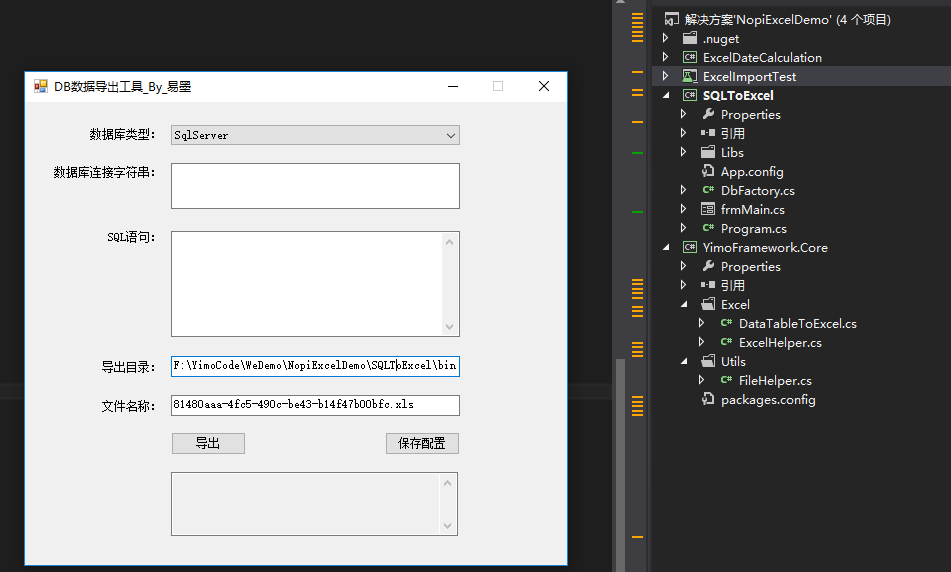 DB数据导出工具_By_易墨
数据库类型:
SqlServer
数据库连接字符串:
SQL语句:
导出目录:
F:\YimoCode\WeDemo\NopiExcelDemo\SQLToExcel\bin
文件名称:
81480aaa-4fc5-490c-be43-b14f47b00bfc.xls
导出
保存配置
解决方案'NopiExcelDemo' (4 个项目)
.nuget
ExcelDateCalculation
ExcelImportTest
SQLToExcel
Properties
引用
Libs
App.config
DbFactory.cs
frmMain.cs
Program.cs
YimoFramework.Core
Properties
引用
Excel
DataTableToExcel.cs
ExcelHelper.cs
Utils
FileHelper.cs
packages.config